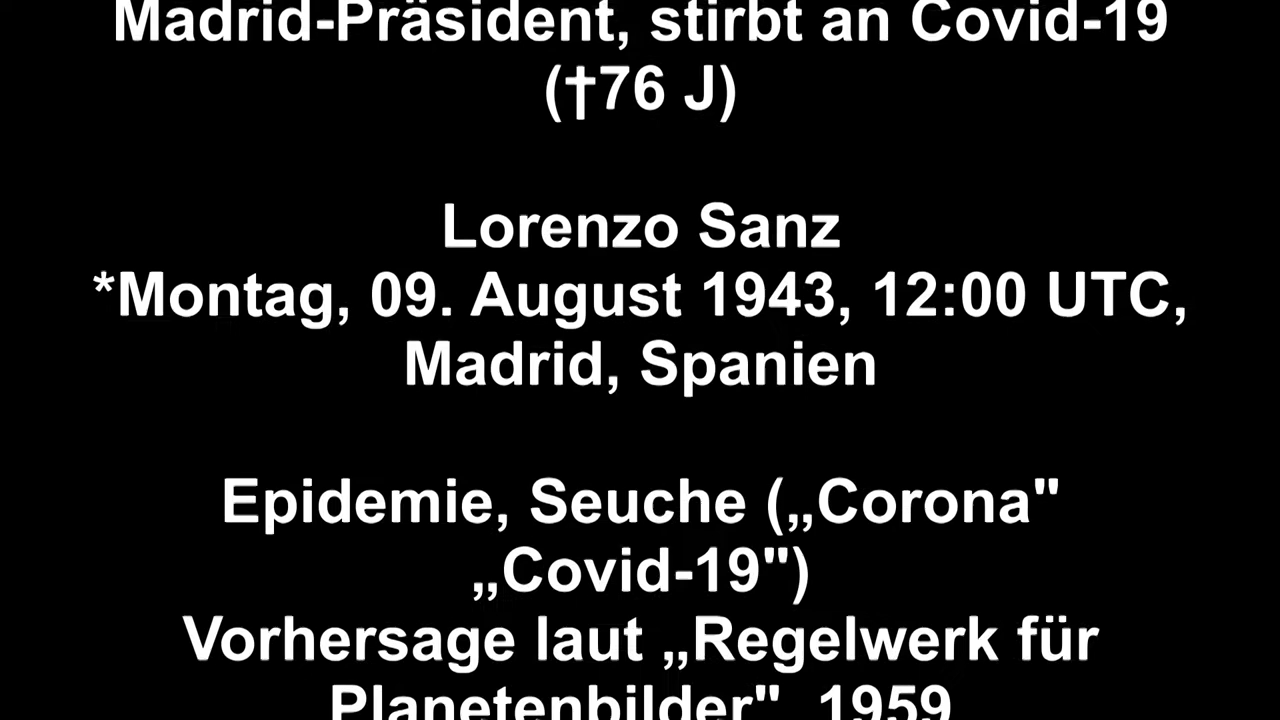 Madrid-Präsident, stirbt an Covid-19
(†76 J)
Lorenzo Sanz
*Montag, 09. August 1943, 12:00 UTC,
Madrid, Spanien
Epidemie, Seuche („Corona"
„Covid-19")
Vorhersage laut „Regelwerk für
Planetenbilder", 1959